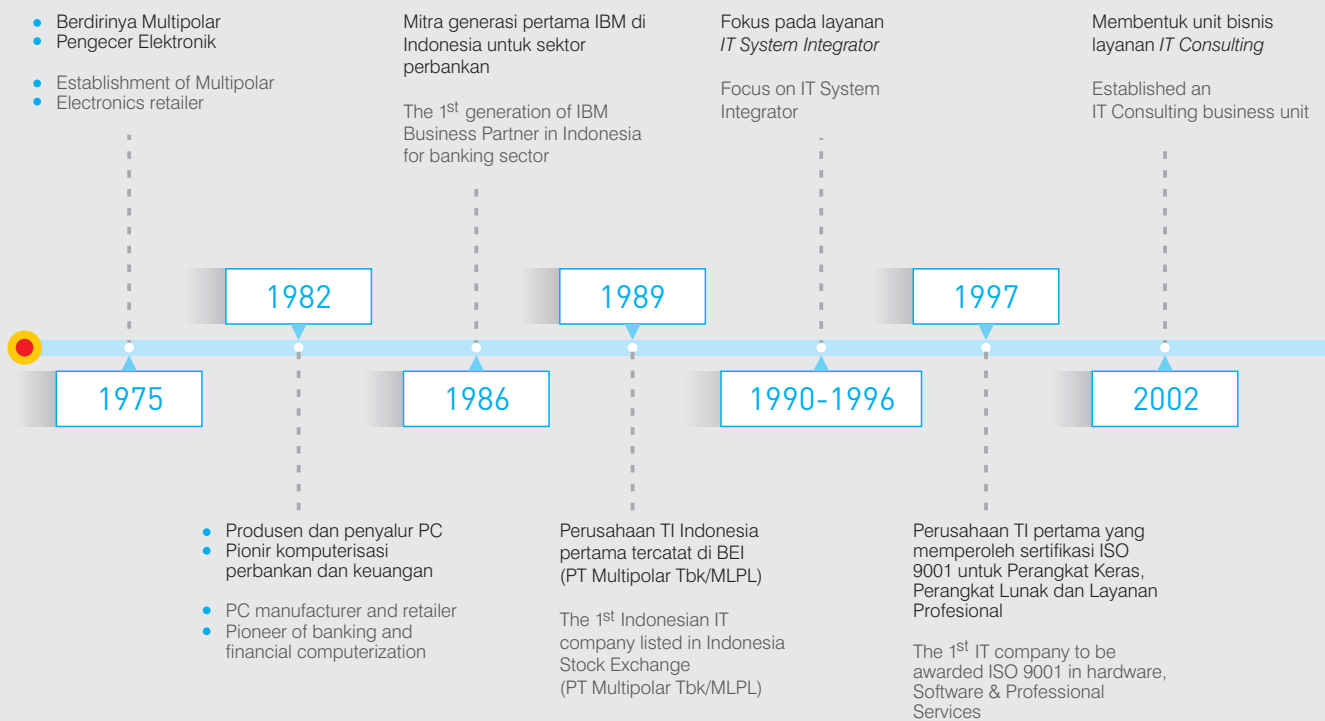 Berdirinya Multipolar
Pengecer Elektronik
Establishment of Multipolar
Electronics retailer
Mitra generasi pertama IBM di
Indonesia untuk sektor
perbankan
The 1st generation of IBM
Business Partner in Indonesia
for banking sector
Fokus pada layanan
IT System Integrator
Focus on IT System
Integrator
Membentuk unit bisnis
layanan IT Consulting
Established an
IT Consulting business unit
1982
1989
1997
1975
1986
1990-1996
2002
Produsen dan penyalur PC
Pionir komputerisasi
perbankan dan keuangan
PC manufacturer and retailer
Pioneer of banking and
financial computerization
Perusahaan TI Indonesia
pertama tercatat di BEI
(PT Multipolar Tbk/MLPL)
The 1st Indonesian IT
company listed in Indonesia
Stock Exchange
(PT Multipolar Tbk/MLPL)
Perusahaan TI pertama yang
memperoleh sertifikasi ISO
9001 untuk Perangkat Keras,
Perangkat Lunak dan Layanan
Profesional
The 1st IT company to be
awarded ISO 9001 in hardware,
Software & Professional
Services